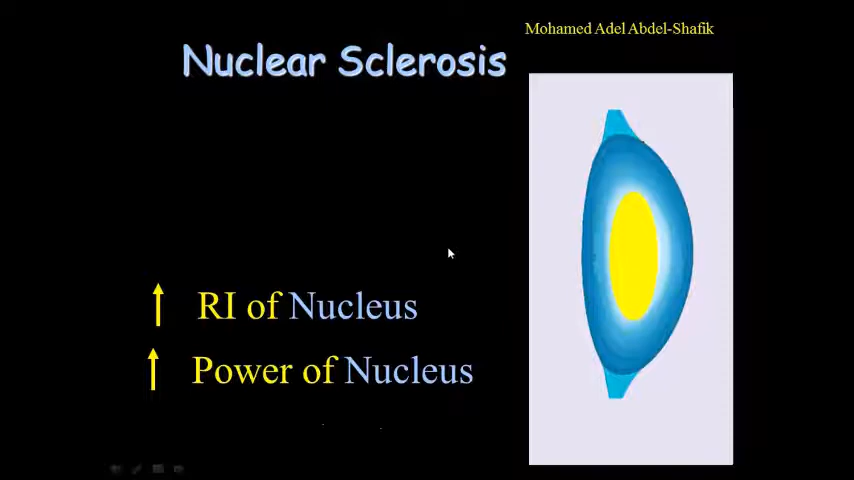 Mohamed Adel Abdel-Shafik
Nuclear Sclerosis
↑ RI of Nucleus
↑ Power of Nucleus